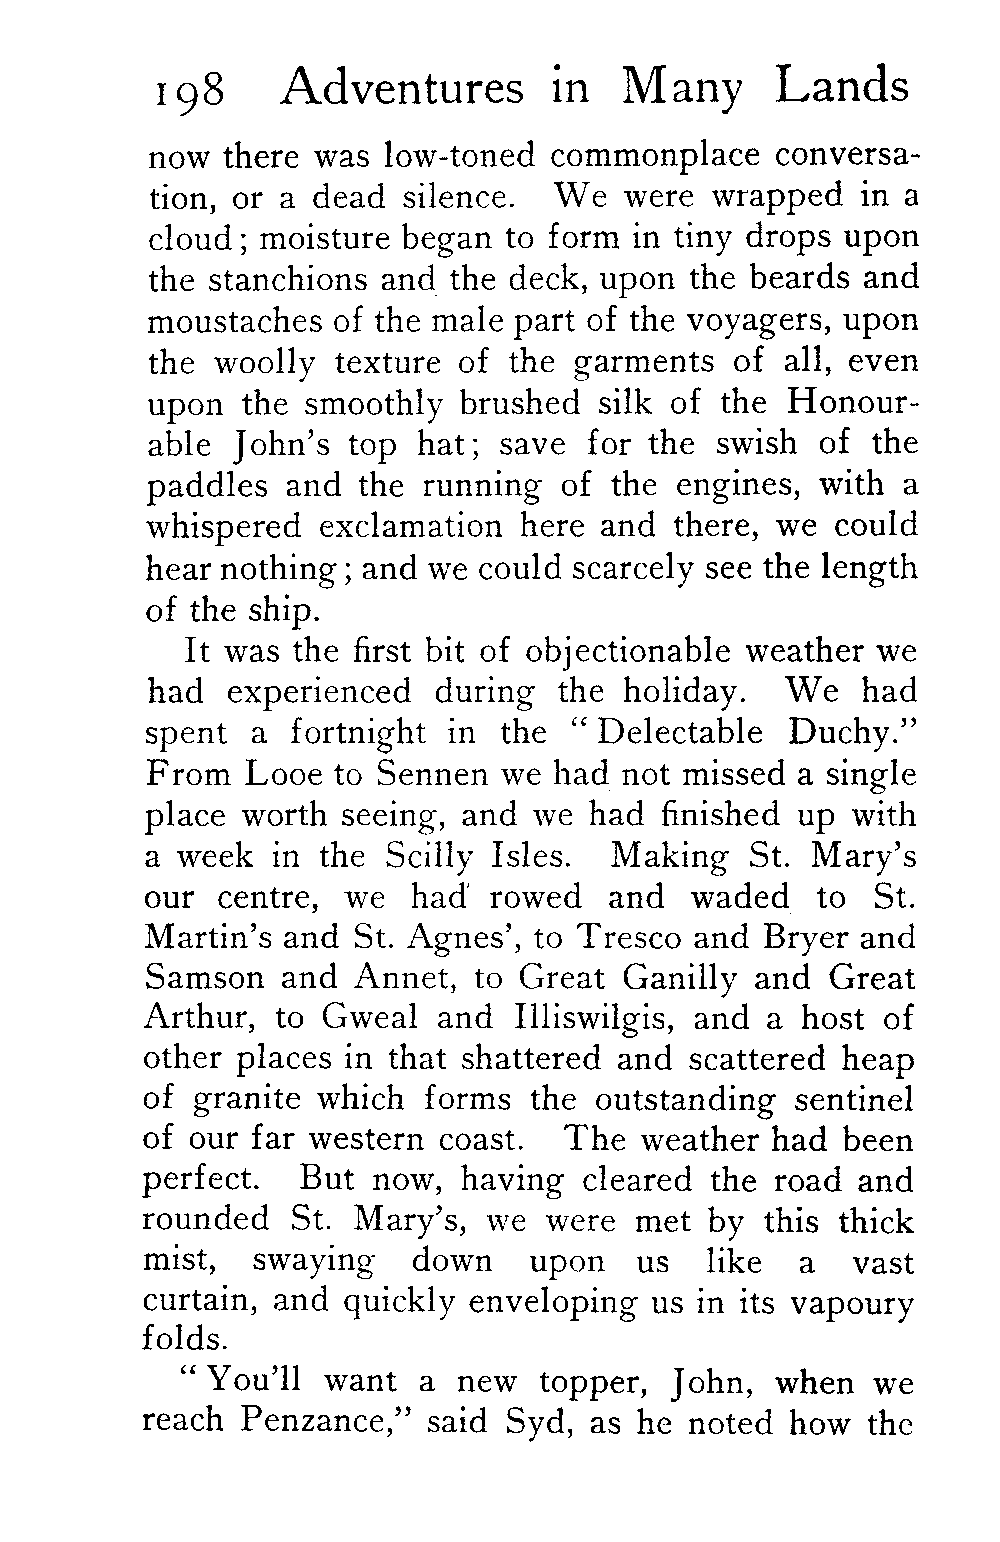 198 Adventures in Many Lands
now there was low-toned commonplace conversa-
tion, or a dead silence. We were wrapped in a
cloud; moisture began to form in tiny drops upon
the stanchions and the deck, upon the beards and
moustaches of the male part of the voyagers, upon
the woolly texture of the garments of all, even
upon the smoothly brushed silk of the Honour-
able John's top hat; save for the swish of the
paddles and the running of the engines, with a
whispered exclamation here and there, we could
hear nothing; and we could scarcely see the length
of the ship.
It was the first bit of objectionable weather we
had experienced during the holiday. We had
spent a fortnight in the "Delectable Duchy."
From Looe to Sennen we had not missed a single
place worth seeing, and we had finished up with
a week in the Scilly Isles. Making St. Mary's
our centre, we had rowed and waded to St.
Martin's and St. Agnes', to Tresco and Bryer and
Samson and Annet, to Great Ganilly and Great
Arthur, to Gweal and Illiswilgis, and a host of
other places in that shattered and scattered heap
of granite which forms the outstanding sentinel
of our far western coast. The weather had been
perfect. But now, having cleared the road and
rounded St. Mary's, we were met by this thick
mist, swaying down upon us like a vast
curtain, and quickly enveloping us in its vapoury
folds.
"You'll want a new topper, John, when we
reach Penzance," said Syd, as he noted how the